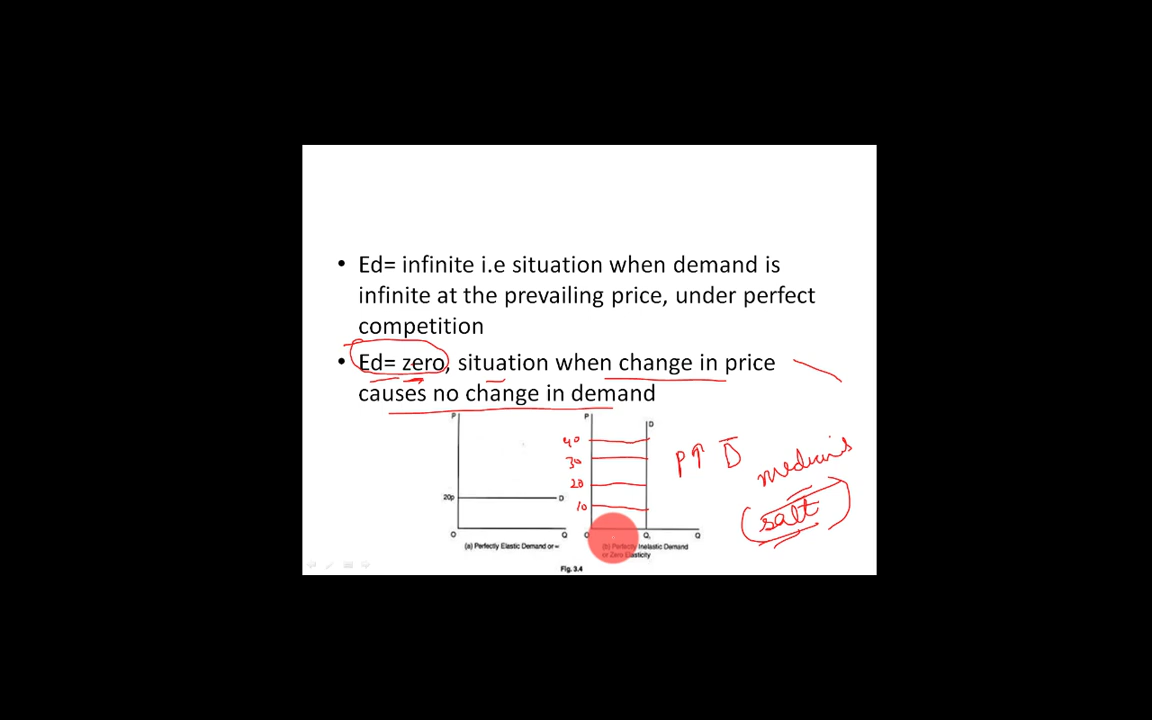 • Ed= infinite i.e situation when demand is
infinite at the prevailing price, under perfect
competition
• Ed= zero, situation when change in price
causes no change in demand
P
20p
D
O
Q
(a) Perfectly Elastic Demand or ∞
P
D
40
30
20
10
O
Q,
Q
(b) Perfectly Inelastic Demand
or Zero Elasticity
Fig. 3.4
P↑ D̅
(salt)